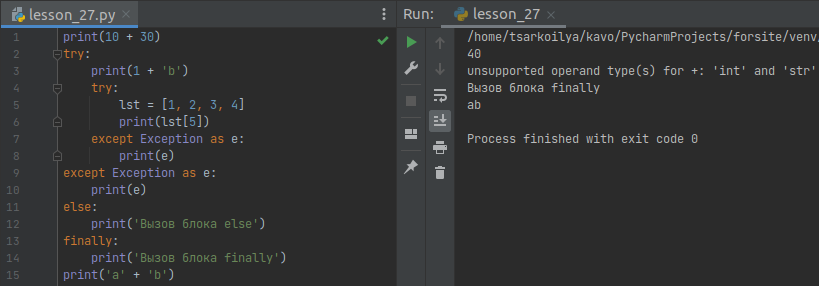 lesson_27.py
Run: lesson_27
1 print(10 + 30)
2 try:
3 print(1 + 'b')
4 try:
5 lst = [1, 2, 3, 4]
6 print(lst[5])
7 except Exception as e:
8 print(e)
9 except Exception as e:
10 print(e)
11 else:
12 print('Вызов блока else')
13 finally:
14 print('Вызов блока finally')
15 print('a' + 'b')
/home/tsarkoilya/kavo/PycharmProjects/forsite/venv/
40
unsupported operand type(s) for +: 'int' and 'str'
Вызов блока finally
ab
Process finished with exit code 0